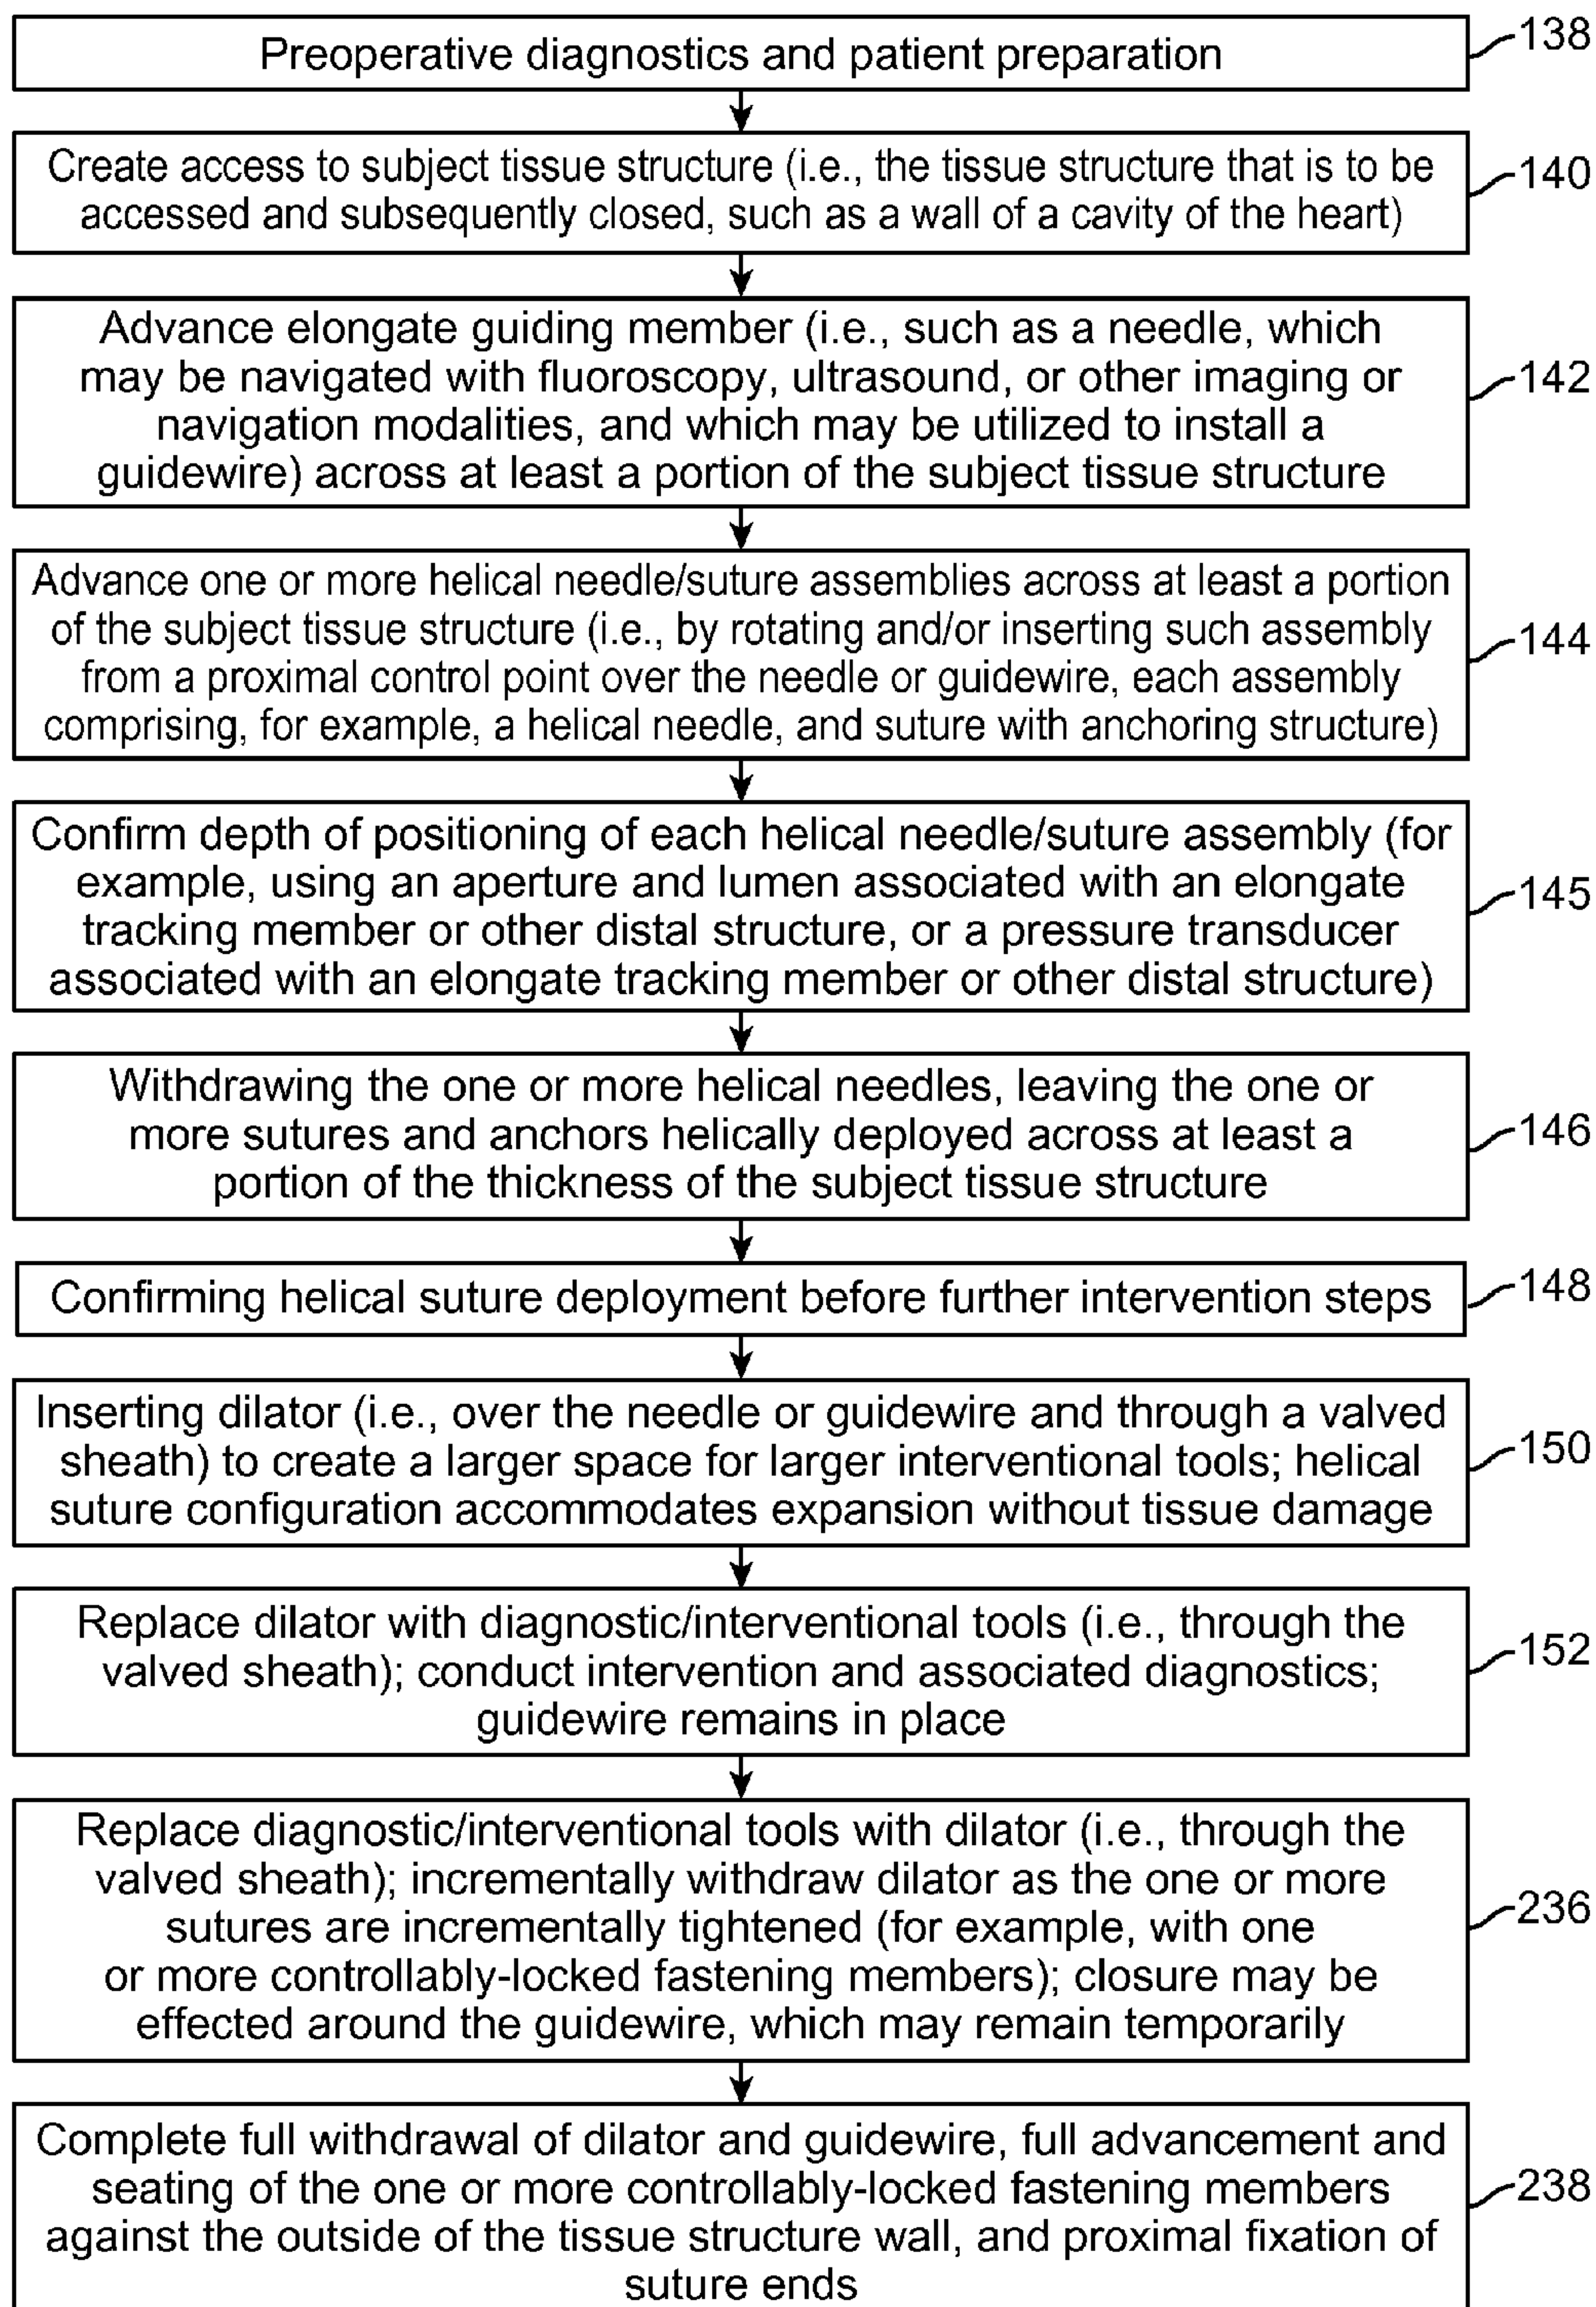 Preoperative diagnostics and patient preparation
138
Create access to subject tissue structure (i.e., the tissue structure that is to be
accessed and subsequently closed, such as a wall of a cavity of the heart)
140
Advance elongate guiding member (i.e., such as a needle, which
may be navigated with fluoroscopy, ultrasound, or other imaging or
navigation modalities, and which may be utilized to install a
guidewire) across at least a portion of the subject tissue structure
142
Advance one or more helical needle/suture assemblies across at least a portion
of the subject tissue structure (i.e., by rotating and/or inserting such assembly
from a proximal control point over the needle or guidewire, each assembly
comprising, for example, a helical needle, and suture with anchoring structure)
144
Confirm depth of positioning of each helical needle/suture assembly (for
example, using an aperture and lumen associated with an elongate
tracking member or other distal structure, or a pressure transducer
associated with an elongate tracking member or other distal structure)
145
Withdrawing the one or more helical needles, leaving the one or
more sutures and anchors helically deployed across at least a
portion of the thickness of the subject tissue structure
146
Confirming helical suture deployment before further intervention steps
148
Inserting dilator (i.e., over the needle or guidewire and through a valved
sheath) to create a larger space for larger interventional tools; helical
suture configuration accommodates expansion without tissue damage
150
Replace dilator with diagnostic/interventional tools (i.e., through the
valved sheath); conduct intervention and associated diagnostics;
guidewire remains in place
152
Replace diagnostic/interventional tools with dilator (i.e., through the
valved sheath); incrementally withdraw dilator as the one or more
sutures are incrementally tightened (for example, with one
or more controllably-locked fastening members); closure may be
effected around the guidewire, which may remain temporarily
236
Complete full withdrawal of dilator and guidewire, full advancement and
seating of the one or more controllably-locked fastening members
against the outside of the tissue structure wall, and proximal fixation of
suture ends
238